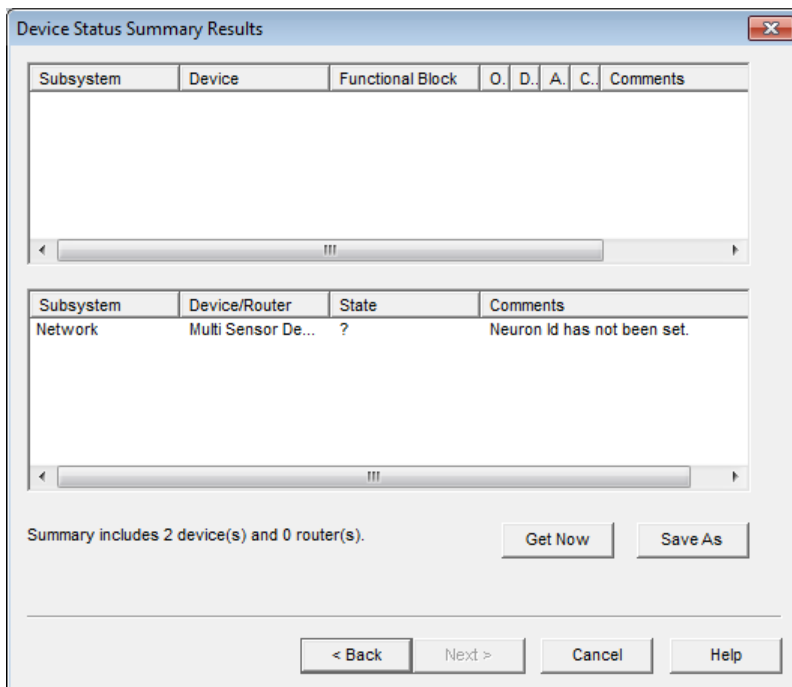 Device Status Summary Results
Subsystem Device Functional Block O. D.. A. C.. Comments
Subsystem Device/Router State Comments
Network Multi Sensor De... ? Neuron Id has not been set.
Summary includes 2 device(s) and 0 router(s). Get Now Save As
< Back Next > Cancel Help